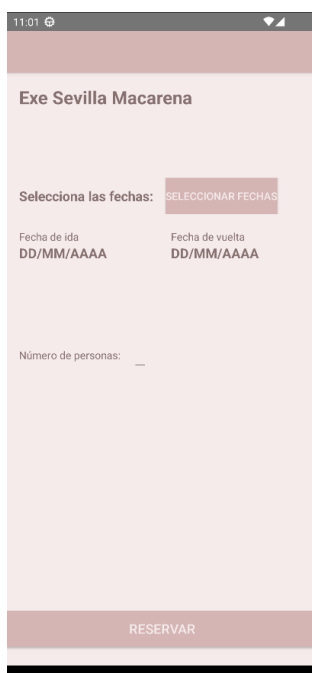 11:01
Exe Sevilla Macarena
Selecciona las fechas: SELECCIONAR FECHAS
Fecha de ida Fecha de vuelta
DD/MM/AAAA DD/MM/AAAA
Número de personas:
RESERVAR